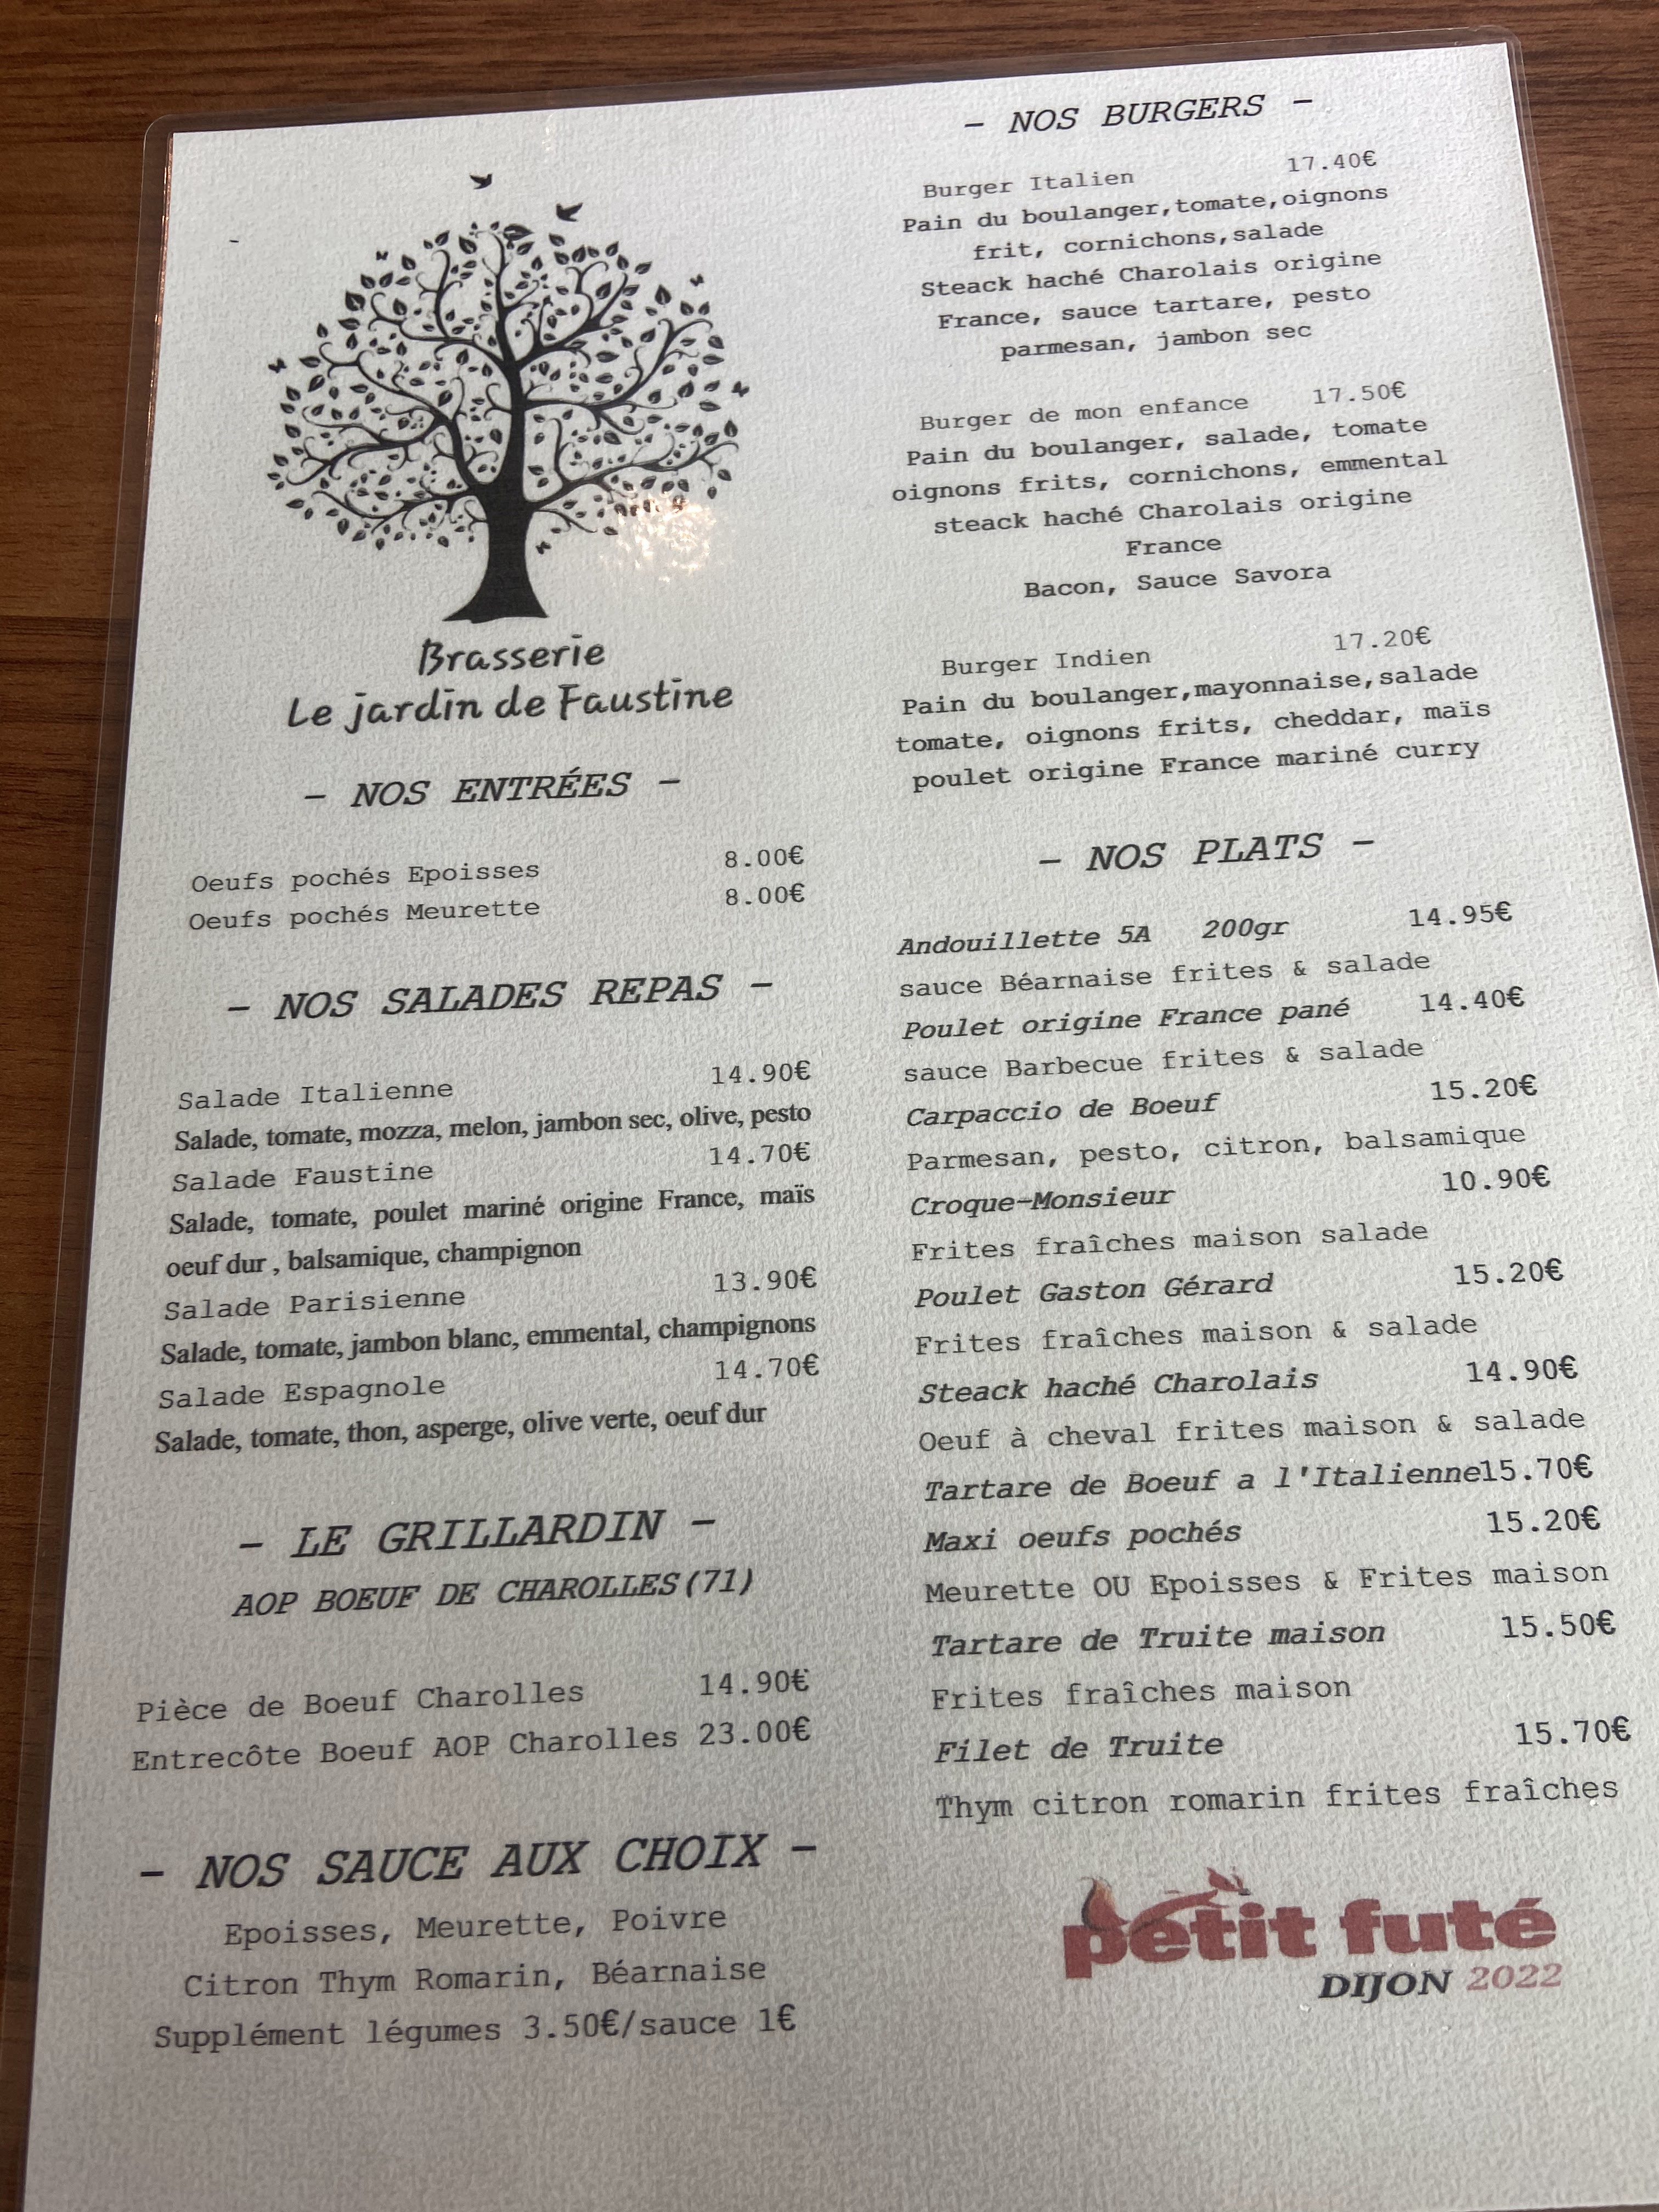 Brasserie
Le jardin de Faustine
- NOS ENTRÉES -
Oeufs pochés Epoisses 8.00€
Oeufs pochés Meurette 8.00€
- NOS SALADES REPAS -
Salade Italienne 14.90€
Salade, tomate, mozza, melon, jambon sec, olive, pesto
Salade Faustine 14.70€
Salade, tomate, poulet mariné origine France, maïs
oeuf dur , balsamique, champignon
Salade Parisienne 13.90€
Salade, tomate, jambon blanc, emmental, champignons
Salade Espagnole 14.70€
Salade, tomate, thon, asperge, olive verte, oeuf dur
- LE GRILLARDIN -
AOP BOEUF DE CHAROLLES(71)
Pièce de Boeuf Charolles 14.90€
Entrecôte Boeuf AOP Charolles 23.00€
- NOS SAUCE AUX CHOIX -
Epoisses, Meurette, Poivre
Citron Thym Romarin, Béarnaise
Supplément légumes 3.50€/sauce 1€
- NOS BURGERS -
Burger Italien 17.40€
Pain du boulanger,tomate,oignons
frit, cornichons,salade
Steack haché Charolais origine
France, sauce tartare, pesto
parmesan, jambon sec
Burger de mon enfance 17.50€
Pain du boulanger, salade, tomate
oignons frits, cornichons, emmental
steack haché Charolais origine
France
Bacon, Sauce Savora
Burger Indien 17.20€
Pain du boulanger,mayonnaise,salade
tomate, oignons frits, cheddar, maïs
poulet origine France mariné curry
- NOS PLATS -
Andouillette 5A 200gr 14.95€
sauce Béarnaise frites & salade
Poulet origine France pané 14.40€
sauce Barbecue frites & salade
Carpaccio de Boeuf 15.20€
Parmesan, pesto, citron, balsamique
Croque-Monsieur 10.90€
Frites fraîches maison salade
Poulet Gaston Gérard 15.20€
Frites fraîches maison & salade
Steack haché Charolais 14.90€
Oeuf à cheval frites maison & salade
Tartare de Boeuf a l'Italienne15.70€
Maxi oeufs pochés 15.20€
Meurette OU Epoisses & Frites maison
Tartare de Truite maison 15.50€
Frites fraîches maison
Filet de Truite 15.70€
Thym citron romarin frites fraîches
petit futé
DIJON 2022